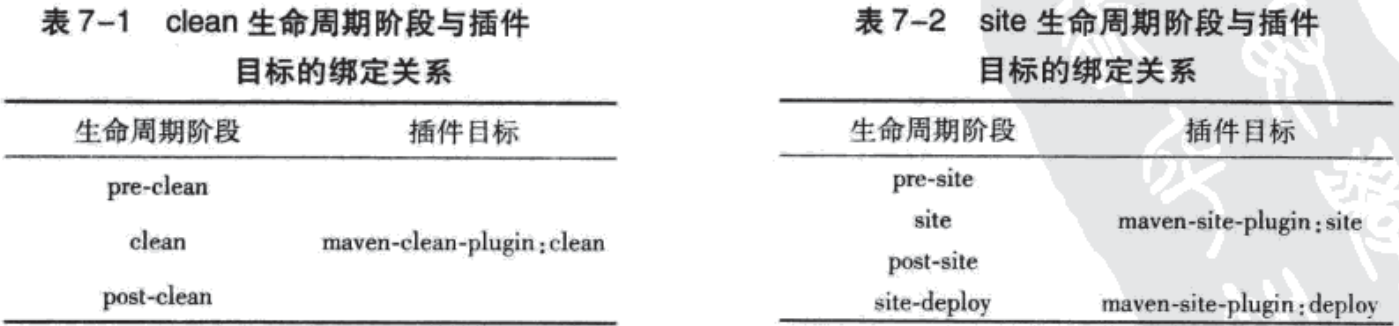 表 7-1 clean 生命周期阶段与插件
目标的绑定关系
生命周期阶段 插件目标
pre-clean
clean maven-clean-plugin:clean
post-clean
表 7-2 site 生命周期阶段与插件
目标的绑定关系
生命周期阶段 插件目标
pre-site
site maven-site-plugin:site
post-site
site-deploy maven-site-plugin:deploy